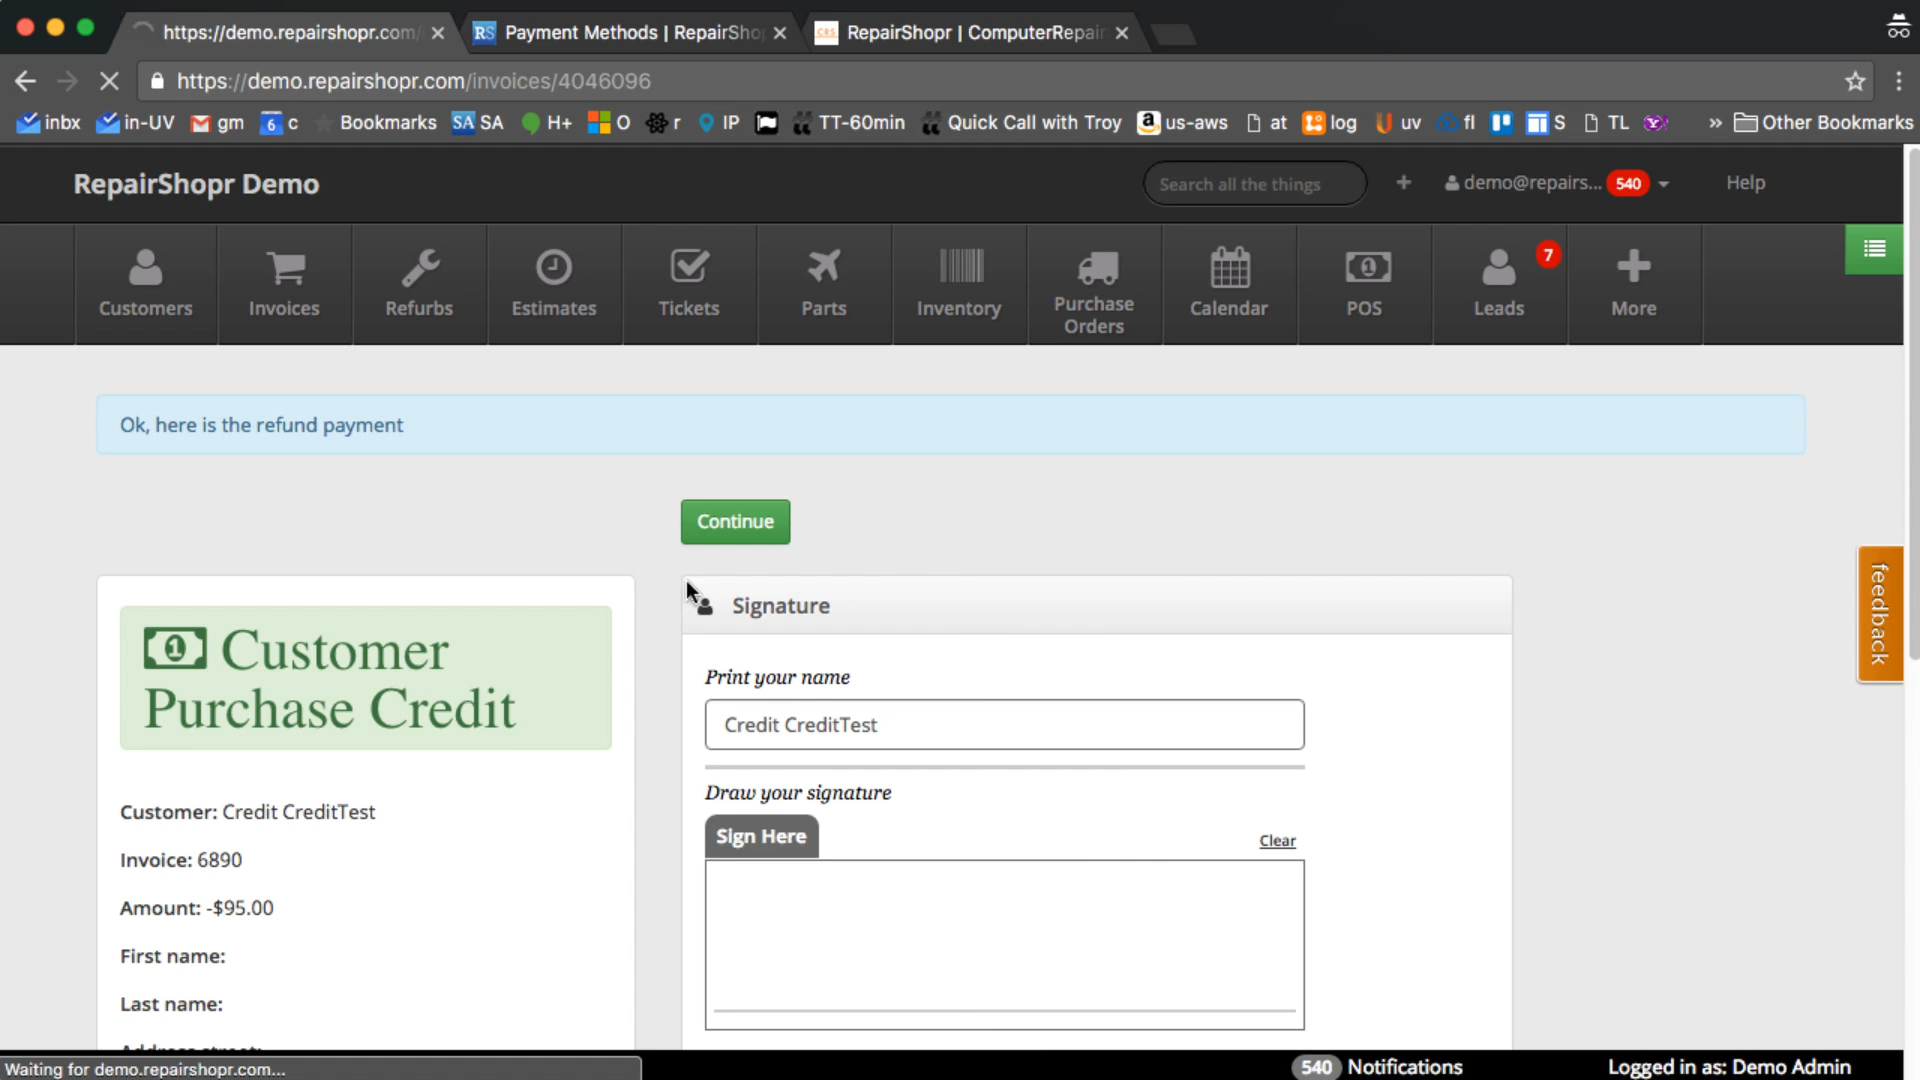 https://demo.repairshopr.com/
Payment Methods | RepairSho
RepairShopr | ComputerRepair
https://demo.repairshopr.com/invoices/4046096
inbx
in-UV
gm
6 c
Bookmarks
SA SA
H+
O
r
IP
TT-60min
Quick Call with Troy
us-aws
at
log
uv
fl
S
TL
» Other Bookmarks
RepairShopr Demo
Search all the things
demo@repairs... 540
Help
Customers
Invoices
Refurbs
Estimates
Tickets
Parts
Inventory
Purchase
Orders
Calendar
POS
Leads
7
More
Ok, here is the refund payment
Continue
feedback
Customer
Purchase Credit
Customer: Credit CreditTest
Invoice: 6890
Amount: -$95.00
First name:
Last name:
Address street:
Signature
Print your name
Credit CreditTest
Draw your signature
Sign Here
Clear
Waiting for demo.repairshopr.com...
540 Notifications
Logged in as: Demo Admin